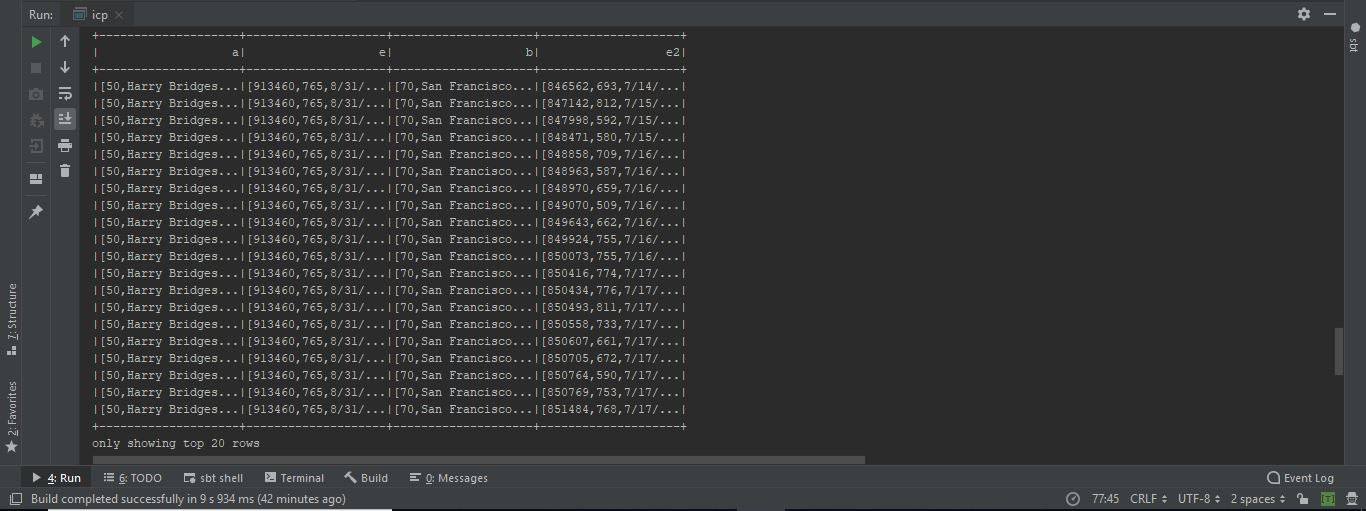 Run: icp
sbt
+--------------------+--------------------+--------------------+--------------------+
|                   a|                   e|                   b|                  e2|
+--------------------+--------------------+--------------------+--------------------+
|[50,Harry Bridges...|[913460,765,8/31/...|[70,San Francisco...|[846562,693,7/14/...|
|[50,Harry Bridges...|[913460,765,8/31/...|[70,San Francisco...|[847142,812,7/15/...|
|[50,Harry Bridges...|[913460,765,8/31/...|[70,San Francisco...|[847998,592,7/15/...|
|[50,Harry Bridges...|[913460,765,8/31/...|[70,San Francisco...|[848471,580,7/15/...|
|[50,Harry Bridges...|[913460,765,8/31/...|[70,San Francisco...|[848858,709,7/16/...|
|[50,Harry Bridges...|[913460,765,8/31/...|[70,San Francisco...|[848963,587,7/16/...|
|[50,Harry Bridges...|[913460,765,8/31/...|[70,San Francisco...|[848970,659,7/16/...|
|[50,Harry Bridges...|[913460,765,8/31/...|[70,San Francisco...|[849070,509,7/16/...|
|[50,Harry Bridges...|[913460,765,8/31/...|[70,San Francisco...|[849643,662,7/16/...|
|[50,Harry Bridges...|[913460,765,8/31/...|[70,San Francisco...|[849924,755,7/16/...|
|[50,Harry Bridges...|[913460,765,8/31/...|[70,San Francisco...|[850073,755,7/16/...|
|[50,Harry Bridges...|[913460,765,8/31/...|[70,San Francisco...|[850416,774,7/17/...|
|[50,Harry Bridges...|[913460,765,8/31/...|[70,San Francisco...|[850434,776,7/17/...|
|[50,Harry Bridges...|[913460,765,8/31/...|[70,San Francisco...|[850493,811,7/17/...|
|[50,Harry Bridges...|[913460,765,8/31/...|[70,San Francisco...|[850558,733,7/17/...|
|[50,Harry Bridges...|[913460,765,8/31/...|[70,San Francisco...|[850607,661,7/17/...|
|[50,Harry Bridges...|[913460,765,8/31/...|[70,San Francisco...|[850705,672,7/17/...|
|[50,Harry Bridges...|[913460,765,8/31/...|[70,San Francisco...|[850764,590,7/17/...|
|[50,Harry Bridges...|[913460,765,8/31/...|[70,San Francisco...|[850769,753,7/17/...|
|[50,Harry Bridges...|[913460,765,8/31/...|[70,San Francisco...|[851484,768,7/17/...|
+--------------------+--------------------+--------------------+--------------------+
only showing top 20 rows
7: Structure
2: Favorites
4: Run 6: TODO sbt shell Terminal Build 0: Messages Event Log
Build completed successfully in 9 s 934 ms (42 minutes ago) 77:45 CRLF UTF-8 2 spaces